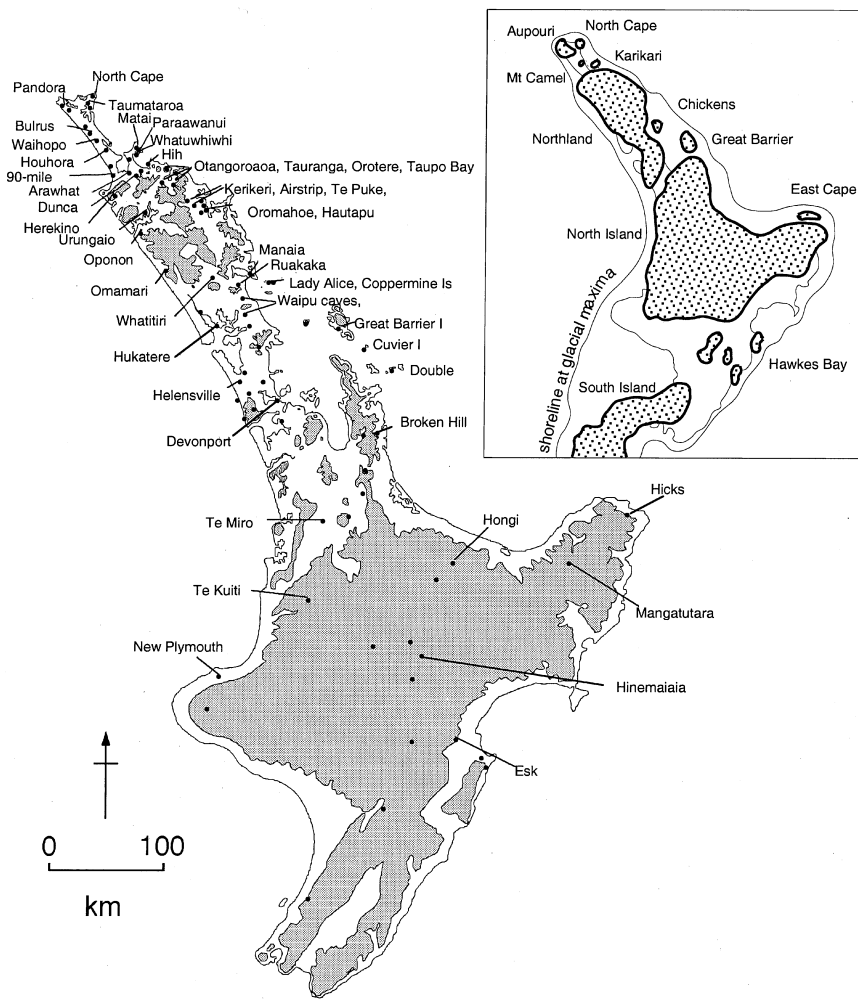 Pandora
North Cape
Taumataroa
Matai
Paraawanui
Bulrus
Whatuwhiwhi
Waihopo
Hih
Houhora
Otangoroaoa, Tauranga, Orotere, Taupo Bay
90-mile
Arawhat
Kerikeri, Airstrip, Te Puke,
Dunca
Oromahoe, Hautapu
Herekino
Urungaio
Oponon
Manaia
Ruakaka
Omamari
Lady Alice, Coppermine Is
Waipu caves,
Whatitiri
Great Barrier I
Hukatere
Cuvier I
Double
Helensville
Broken Hill
Devonport
Hicks
Te Miro
Hongi
Te Kuiti
Mangatutara
New Plymouth
Hinemaiaia
Esk
0 100
km
Aupouri
North Cape
Karikari
Mt Camel
Chickens
Northland
Great Barrier
East Cape
North Island
shoreline at glacial maxima
Hawkes Bay
South Island